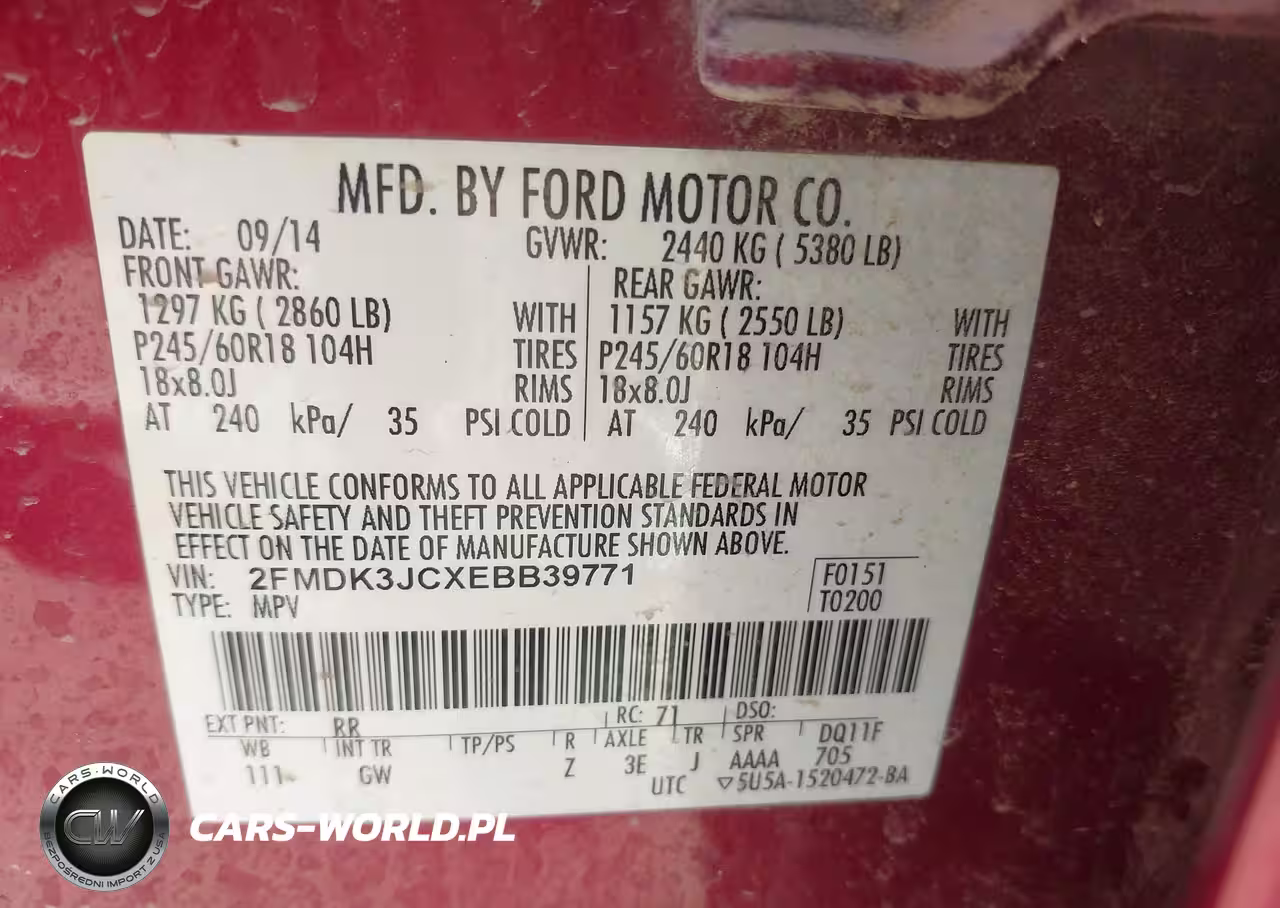 MFD. BY FORD MOTOR CO.
DATE: 09/14 GVWR: 2440 KG ( 5380 LB)
FRONT GAWR: REAR GAWR:
1297 KG ( 2860 LB) WITH 1157 KG ( 2550 LB) WITH
P245/60R18 104H TIRES P245/60R18 104H TIRES
18x8.0J RIMS 18x8.0J RIMS
AT 240 kPa/ 35 PSI COLD AT 240 kPa/ 35 PSI COLD
THIS VEHICLE CONFORMS TO ALL APPLICABLE FEDERAL MOTOR
VEHICLE SAFETY AND THEFT PREVENTION STANDARDS IN
EFFECT ON THE DATE OF MANUFACTURE SHOWN ABOVE.
VIN: 2FMDK3JCXEBB39771 F0151
TYPE: MPV T0200
EXT PNT: RR RC: 71 DSO:
WB INT TR TP/PS R AXLE TR SPR DQ11F
111 GW Z 3E J AAAA 705
UTC ▽5U5A-1520472-BA
CARS-WORLD
CW
BEZPOŚREDNI IMPORT Z USA
CARS-WORLD.PL